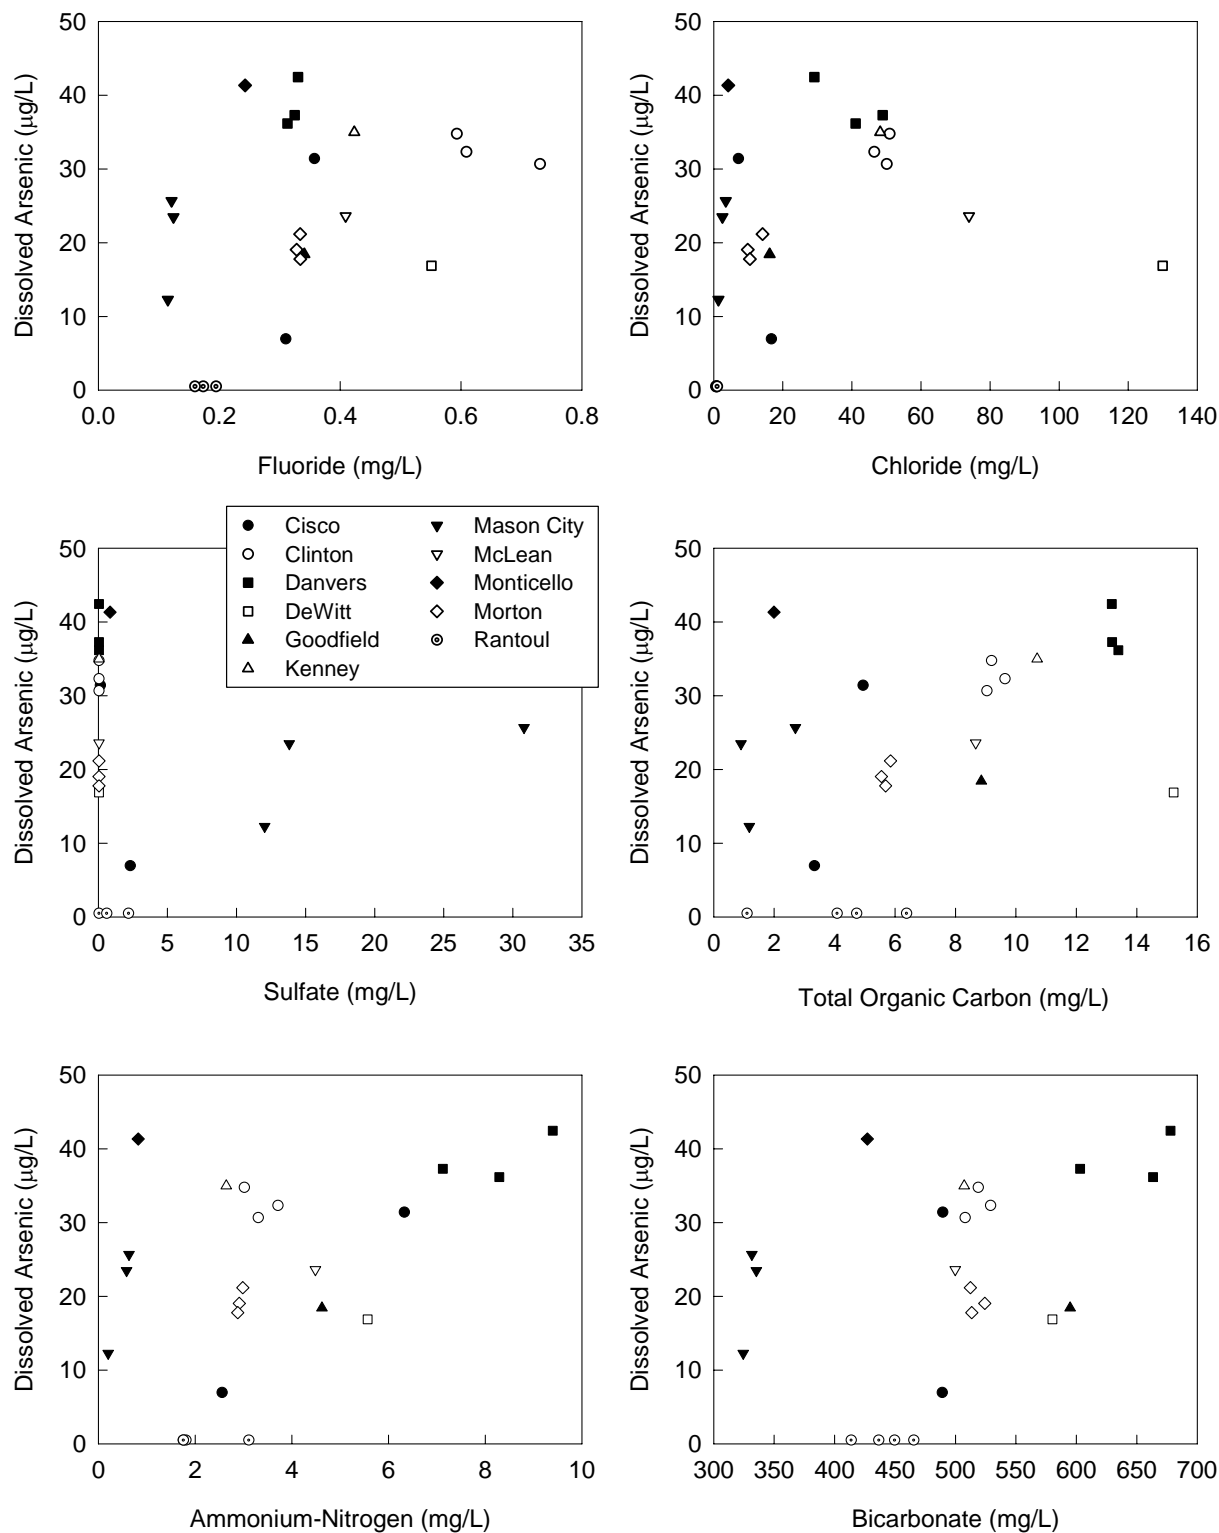 50
40
30
20
10
0
Dissolved Arsenic (µg/L)
0.0 0.2 0.4 0.6 0.8
Fluoride (mg/L)
50
40
30
20
10
0
Dissolved Arsenic (µg/L)
0 20 40 60 80 100 120 140
Chloride (mg/L)
Cisco
Clinton
Danvers
DeWitt
Goodfield
Kenney
Mason City
McLean
Monticello
Morton
Rantoul
50
40
30
20
10
0
Dissolved Arsenic (µg/L)
0 5 10 15 20 25 30 35
Sulfate (mg/L)
50
40
30
20
10
0
Dissolved Arsenic (µg/L)
0 2 4 6 8 10 12 14 16
Total Organic Carbon (mg/L)
50
40
30
20
10
0
Dissolved Arsenic (µg/L)
0 2 4 6 8 10
Ammonium-Nitrogen (mg/L)
50
40
30
20
10
0
Dissolved Arsenic (µg/L)
300 350 400 450 500 550 600 650 700
Bicarbonate (mg/L)